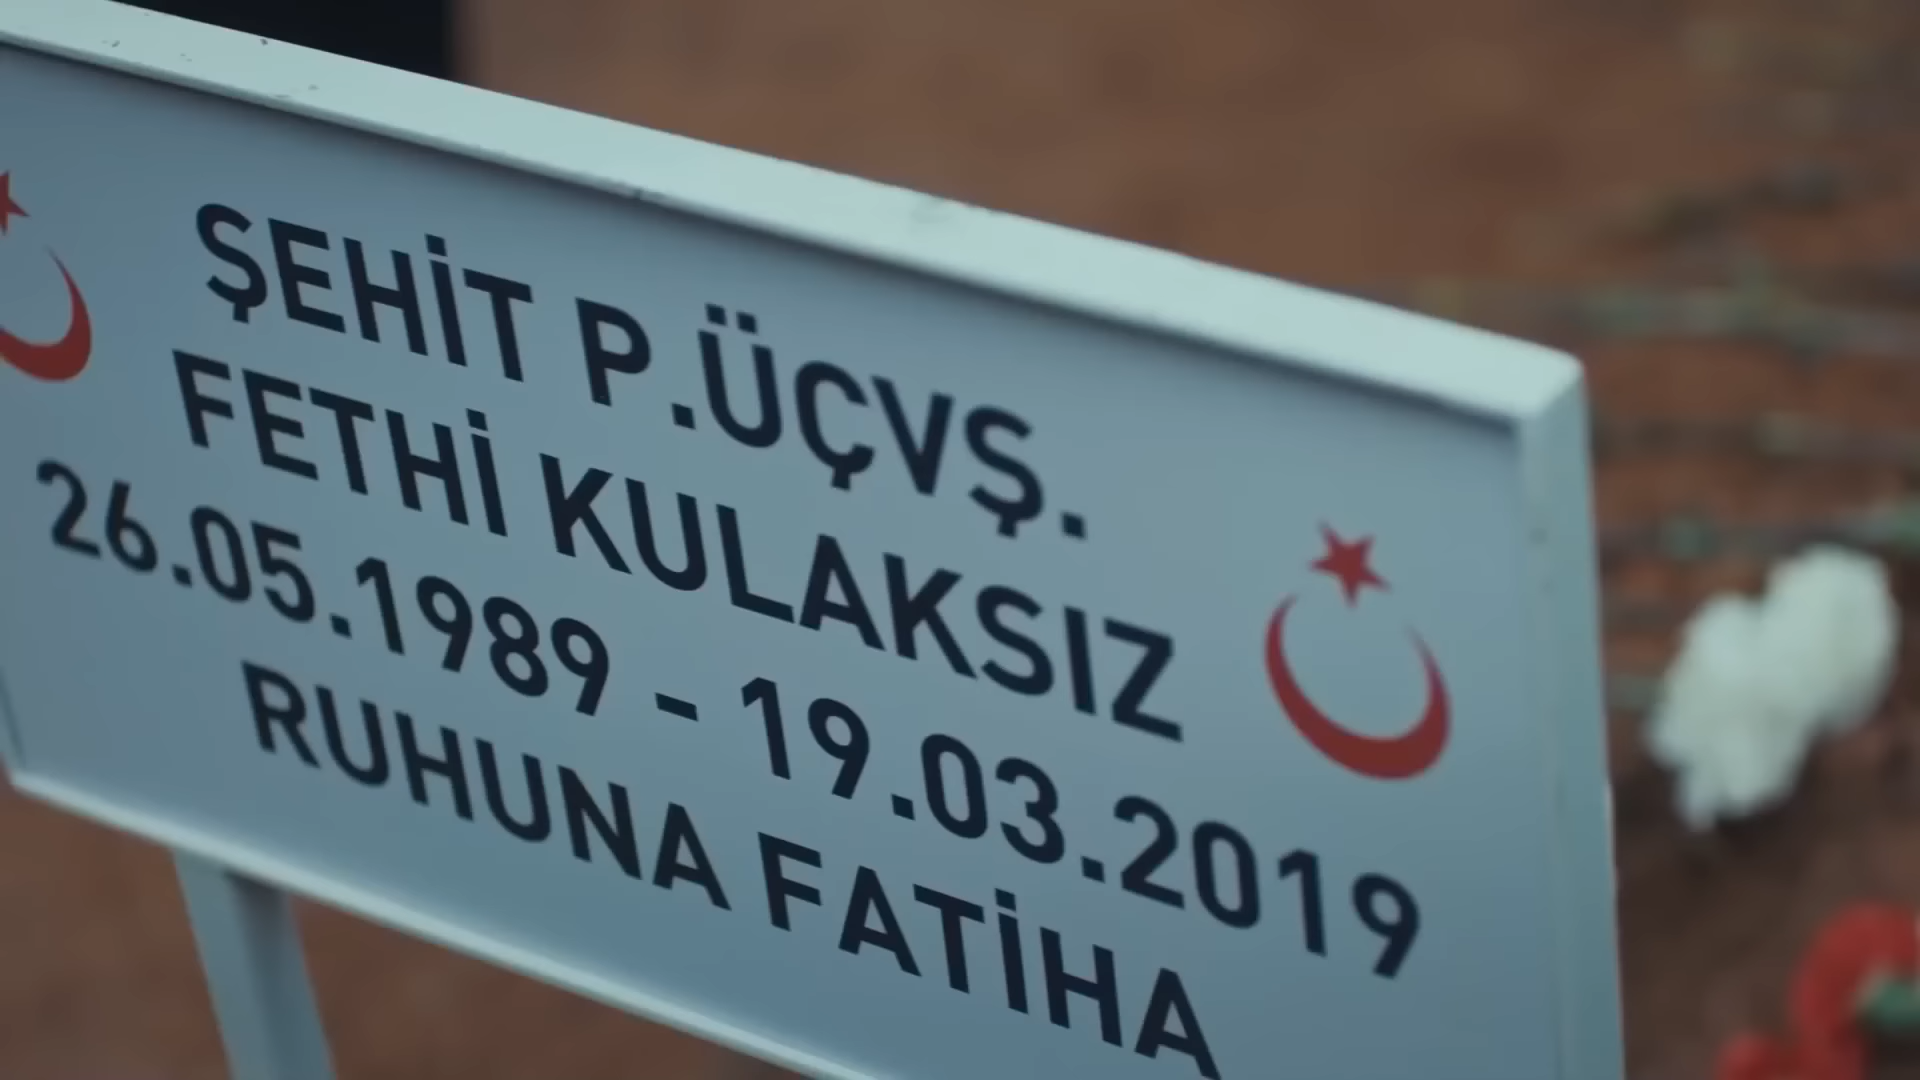 ŞEHİT P.ÜÇVŞ.
FETHİ KULAKSIZ
26.05.1989 - 19.03.2019
RUHUNA FATİHA